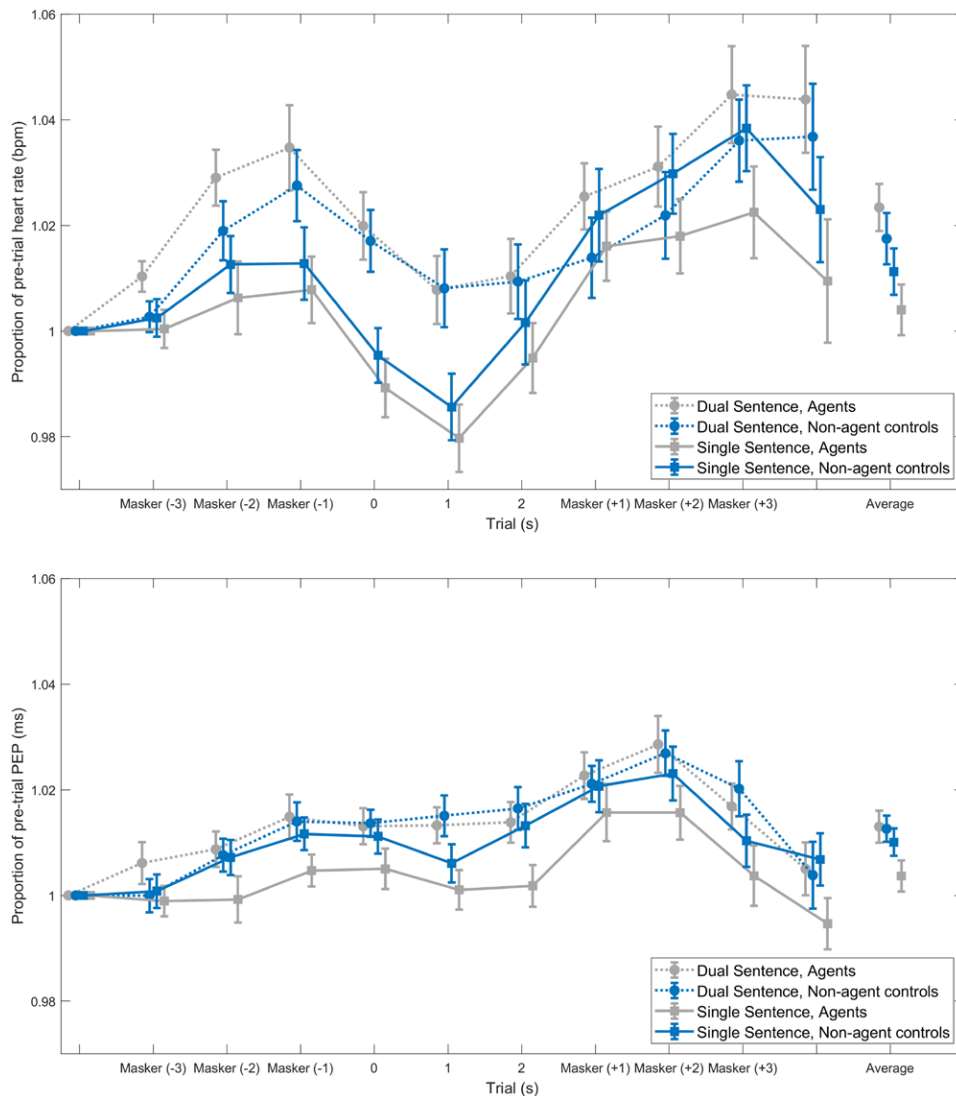 1.06
1.04
1.02
1
0.98
Proportion of pre-trial heart rate (bpm)
Dual Sentence, Agents
Dual Sentence, Non-agent controls
Single Sentence, Agents
Single Sentence, Non-agent controls
Masker (-3) Masker (-2) Masker (-1) 0 1 2 Masker (+1) Masker (+2) Masker (+3) Average
Trial (s)
1.06
1.04
1.02
1
0.98
Proportion of pre-trial PEP (ms)
Dual Sentence, Agents
Dual Sentence, Non-agent controls
Single Sentence, Agents
Single Sentence, Non-agent controls
Masker (-3) Masker (-2) Masker (-1) 0 1 2 Masker (+1) Masker (+2) Masker (+3) Average
Trial (s)